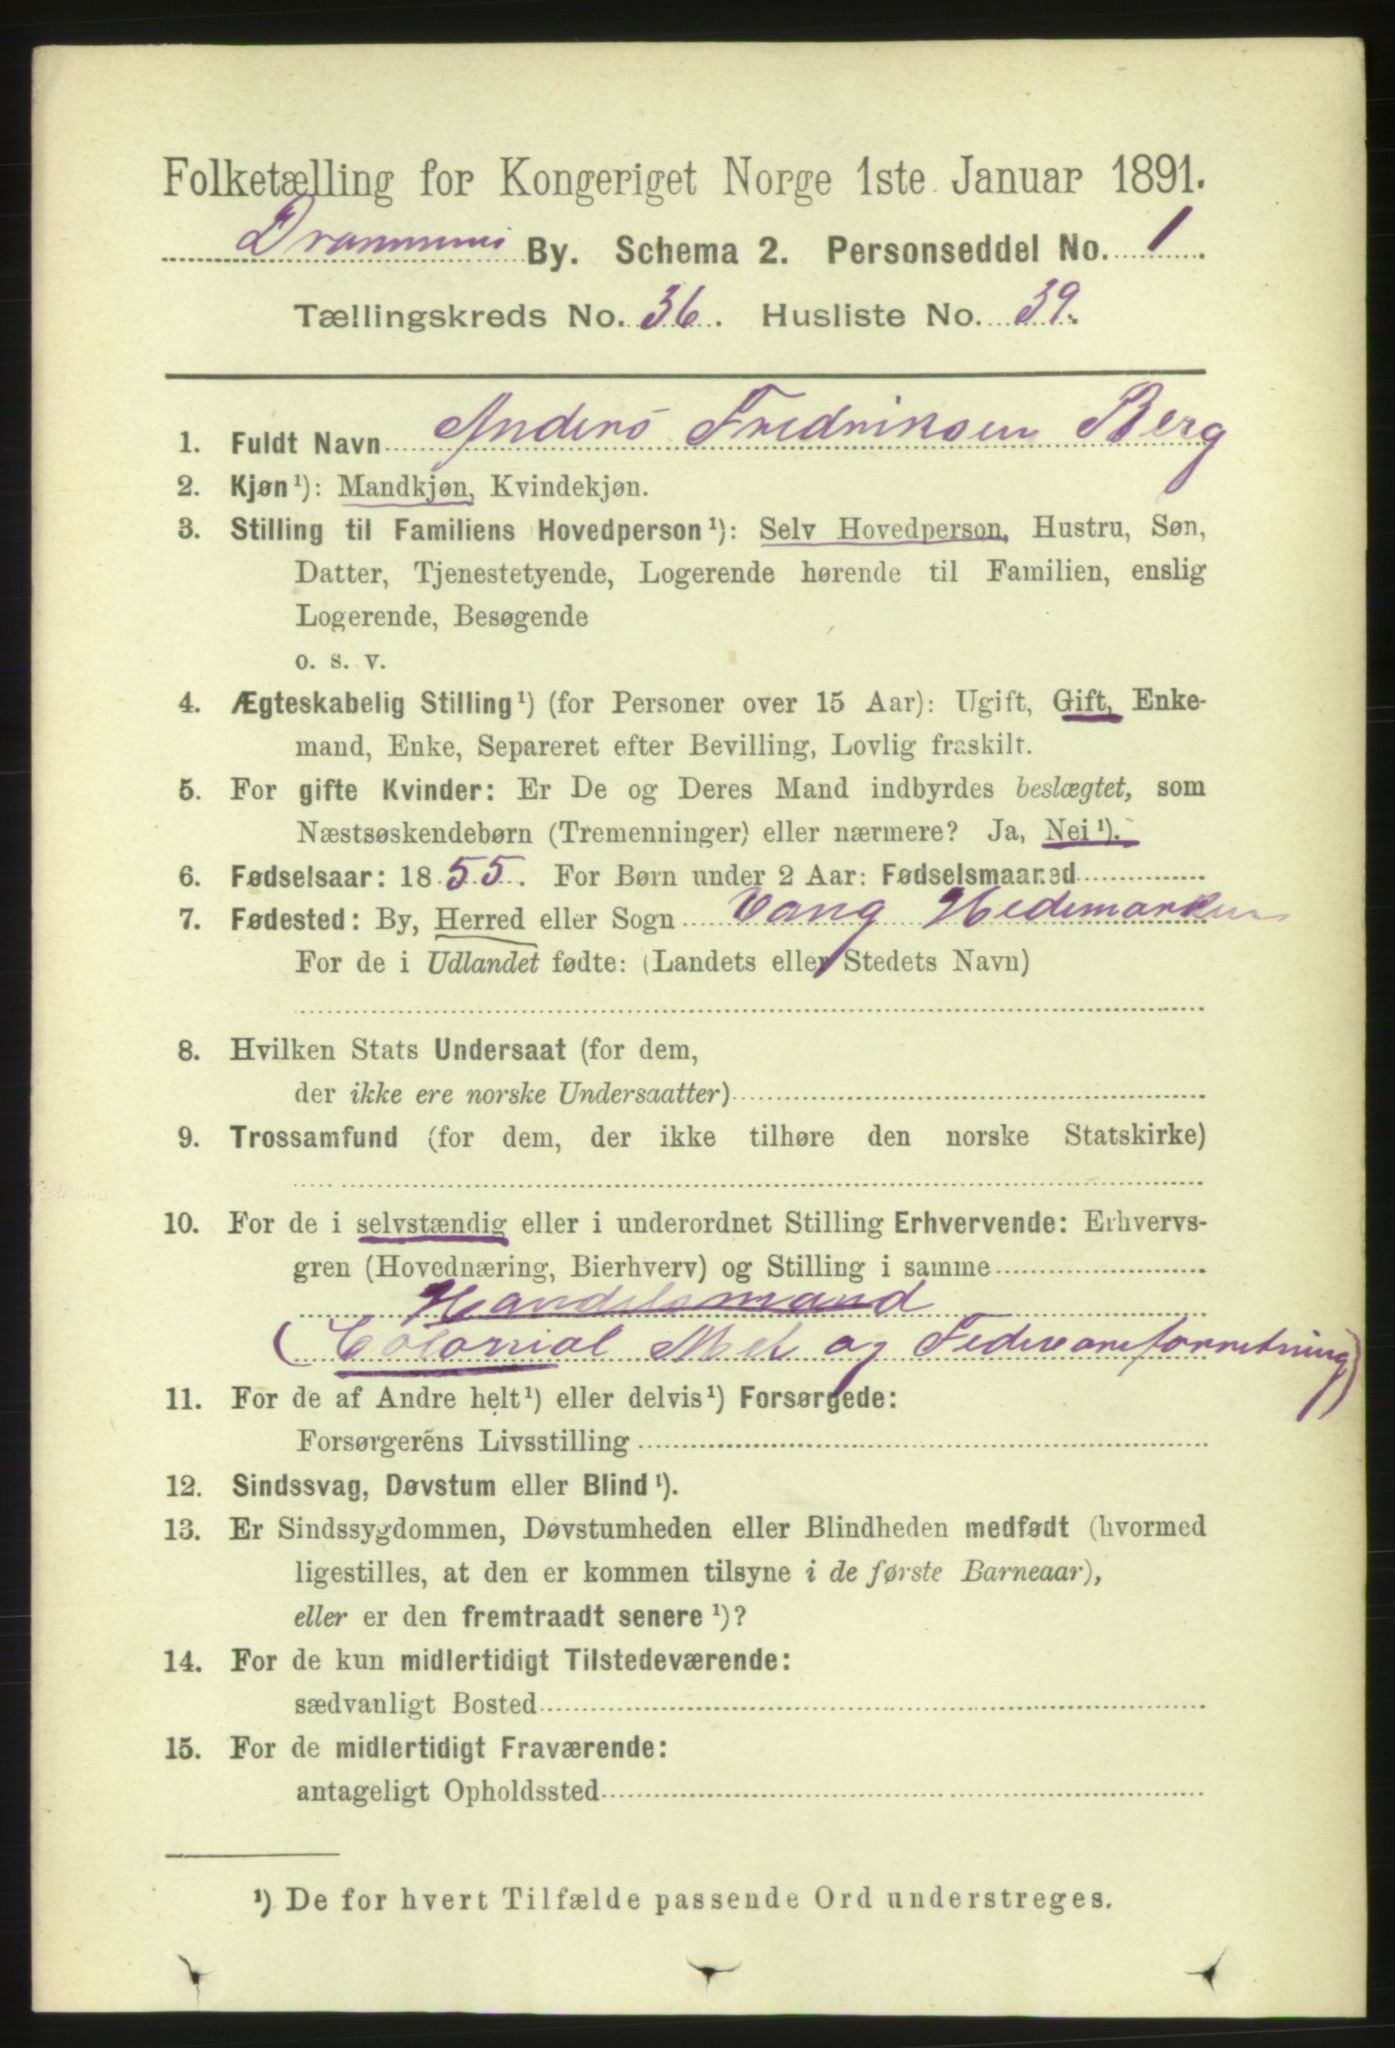 Folketælling for Kongeriget Norge 1ste Januar 1891.
Drammens By. Schema 2. Personseddel No. 1
Tællingskreds No. 36. Husliste No. 39.
1. Fuldt Navn Anders Fredriksen Berg
2. Kjøn¹): Mandkjøn, Kvindekjøn.
3. Stilling til Familiens Hovedperson¹): Selv Hovedperson, Hustru, Søn,
Datter, Tjenestetyende, Logerende hørende til Familien, enslig
Logerende, Besøgende
o. s. v.
4. Ægteskabelig Stilling¹) (for Personer over 15 Aar): Ugift, Gift, Enke-
mand, Enke, Separeret efter Bevilling, Lovlig fraskilt.
5. For gifte Kvinder: Er De og Deres Mand indbyrdes beslægtet, som
Næstsøskendebørn (Tremenninger) eller nærmere? Ja, Nei¹).
6. Fødselsaar: 1855. For Børn under 2 Aar: Fødselsmaaned
7. Fødested: By, Herred eller Sogn Vang Hedemarken
For de i Udlandet fødte: (Landets eller Stedets Navn)
8. Hvilken Stats Undersaat (for dem,
der ikke ere norske Undersaatter)
9. Trossamfund (for dem, der ikke tilhøre den norske Statskirke)
10. For de i selvstændig eller i underordnet Stilling Erhvervende: Erhvervs-
gren (Hovednæring, Bierhverv) og Stilling i samme
Handelsmand
(Colonial Mel og Fedevareforretning)
11. For de af Andre helt¹) eller delvis¹) Forsørgede:
Forsørgerens Livsstilling
12. Sindssvag, Døvstum eller Blind¹).
13. Er Sindssygdommen, Døvstumheden eller Blindheden medfødt (hvormed
ligestilles, at den er kommen tilsyne i de første Barneaar),
eller er den fremtraadt senere¹)?
14. For de kun midlertidigt Tilstedeværende:
sædvanligt Bosted
15. For de midlertidigt Fraværende:
antageligt Opholdssted
¹) De for hvert Tilfælde passende Ord understreges.